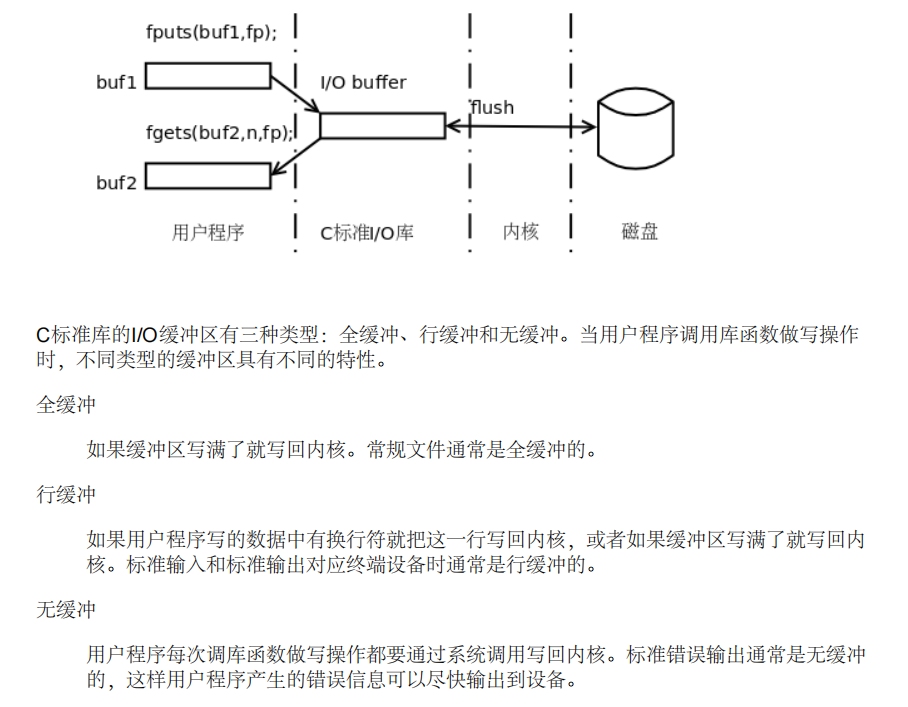 fputs(buf1,fp);
buf1
I/O buffer
flush
fgets(buf2,n,fp);
buf2
用户程序
C标准I/O库
内核
磁盘
C标准库的I/O缓冲区有三种类型：全缓冲、行缓冲和无缓冲。当用户程序调用库函数做写操作
时，不同类型的缓冲区具有不同的特性。
全缓冲
如果缓冲区写满了就写回内核。常规文件通常是全缓冲的。
行缓冲
如果用户程序写的数据中有换行符就把这一行写回内核，或者如果缓冲区写满了就写回内
核。标准输入和标准输出对应终端设备时通常是行缓冲的。
无缓冲
用户程序每次调库函数做写操作都要通过系统调用写回内核。标准错误输出通常是无缓冲
的，这样用户程序产生的错误信息可以尽快输出到设备。